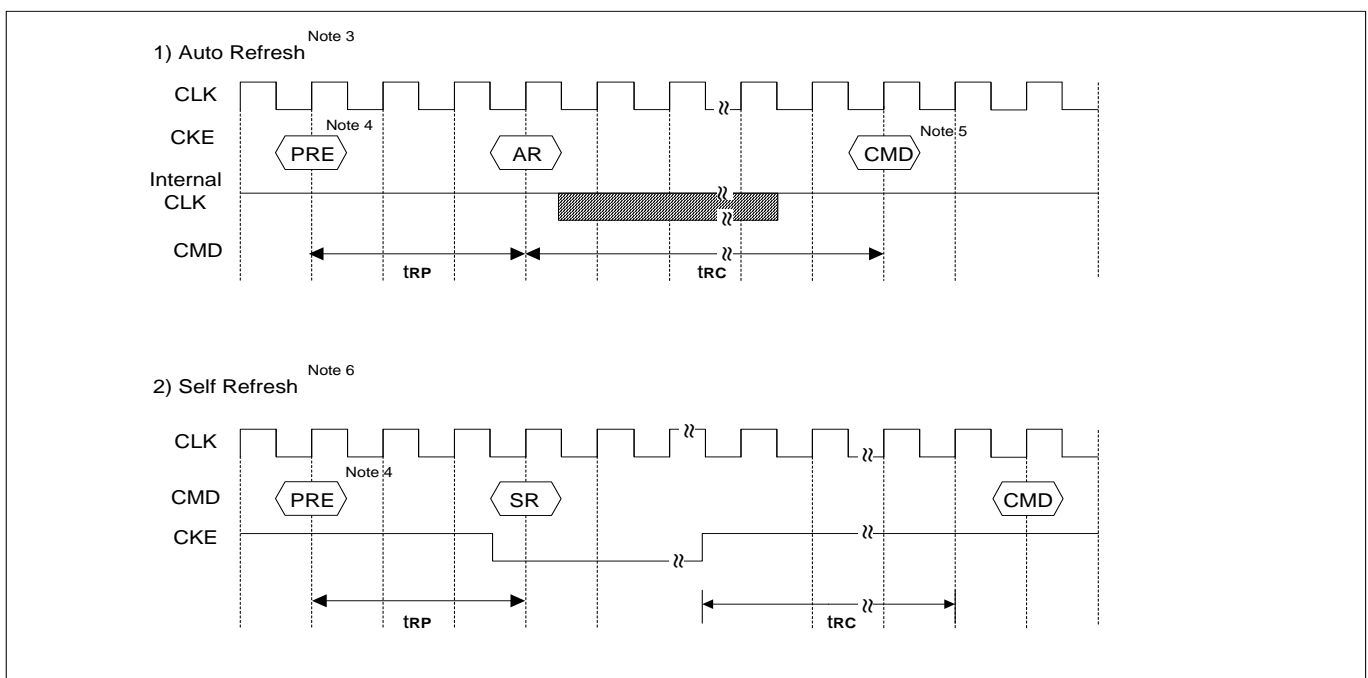 1) Auto Refresh Note 3
CLK
CKE
Note 4
Note 5
PRE
AR
CMD
Internal
CLK
CMD
tRP
tRC
2) Self Refresh Note 6
CLK
Note 4
CMD
PRE
SR
CMD
CKE
tRP
tRC